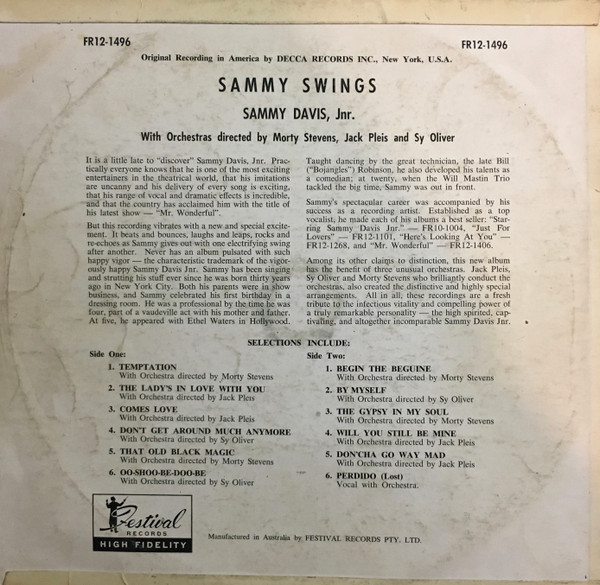 FR12-1496
FR12-1496
Original Recording in America by DECCA RECORDS INC., New York, U.S.A.
SAMMY SWINGS
SAMMY DAVIS, Jnr.
With Orchestras directed by Morty Stevens, Jack Pleis and Sy Oliver
It is a little late to "discover" Sammy Davis, Jnr. Prac-
tically everyone knows that he is one of the most exciting
entertainers in the theatrical world, that his imitations
are uncanny and his delivery of every song is exciting,
that his range of vocal and dramatic effects is incredible,
and that the country has acclaimed him with the title of
his latest show — "Mr. Wonderful".
But this recording vibrates with a new and special excite-
ment. It beats and bounces, laughs and leaps, rocks and
re-echoes as Sammy gives out with one electrifying swing
after another. Never has an album pulsated with such
happy vigor — the characteristic trademark of the vigor-
ously happy Sammy Davis Jnr. Sammy has been singing
and strutting his stuff ever since he was born thirty years
ago in New York City. Both his parents were in show
business, and Sammy celebrated his first birthday in a
dressing room. He was a professional by the time he was
four, part of a vaudeville act with his mother and father.
At five, he appeared with Ethel Waters in Hollywood.
Taught dancing by the great technician, the late Bill
("Bojangles") Robinson, he also developed his talents as
a comedian; at twenty, when the Will Mastin Trio
tackled the big time, Sammy was out in front.
Sammy's spectacular career was accompanied by his
success as a recording artist. Established as a top
vocalist, he made each of his albums a best seller: "Star-
ring Sammy Davis Jnr." — FR10-1004, "Just For
Lovers" — FR12-1101, "Here's Looking At You" —
FR12-1268, and "Mr. Wonderful" — FR12-1406.
Among its other claims to distinction, this new album
has the benefit of three unusual orchestras. Jack Pleis,
Sy Oliver and Morty Stevens who brilliantly conduct the
orchestras, also created the distinctive and highly special
arrangements. All in all, these recordings are a fresh
tribute to the infectious vitality and compelling power of
a truly remarkable personality — the high spirited, cap-
tivating, and altogether incomparable Sammy Davis Jnr.
SELECTIONS INCLUDE:
Side One:
1. TEMPTATION
With Orchestra directed by Morty Stevens
2. THE LADY'S IN LOVE WITH YOU
With Orchestra directed by Jack Pleis
3. COMES LOVE
With Orchestra directed by Jack Pleis
4. DON'T GET AROUND MUCH ANYMORE
With Orchestra directed by Sy Oliver
5. THAT OLD BLACK MAGIC
With Orchestra directed by Morty Stevens
6. OO-SHOO-BE-DOO-BE
With Orchestra directed by Sy Oliver
Side Two:
1. BEGIN THE BEGUINE
With Orchestra directed by Morty Stevens
2. BY MYSELF
With Orchestra directed by Sy Oliver
3. THE GYPSY IN MY SOUL
With Orchestra directed by Morty Stevens
4. WILL YOU STILL BE MINE
With Orchestra directed by Jack Pleis
5. DON'CHA GO WAY MAD
With Orchestra directed by Jack Pleis
6. PERDIDO (Lost)
Vocal with Orchestra.
Festival
RECORDS
HIGH FIDELITY
Manufactured in Australia by FESTIVAL RECORDS PTY. LTD.